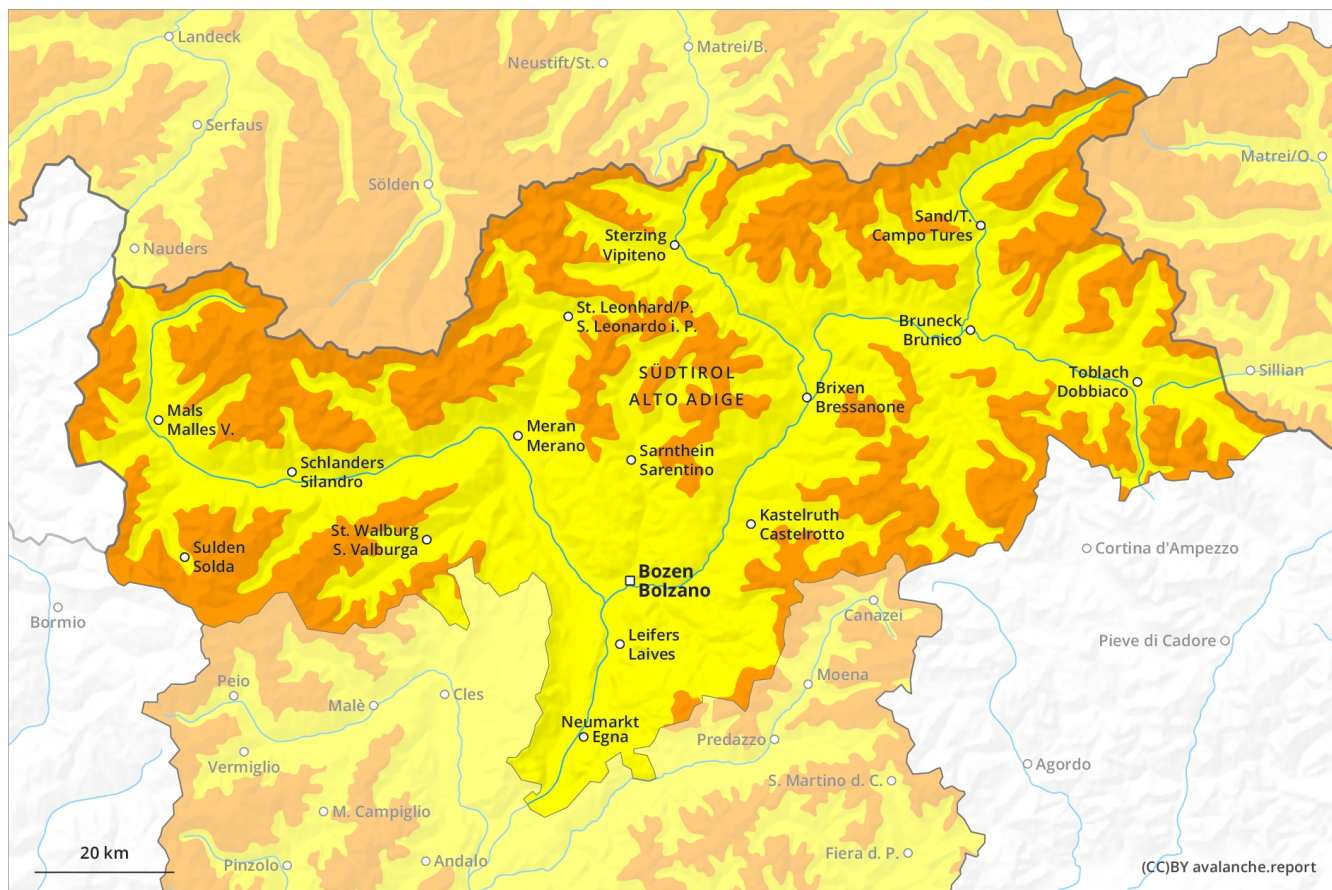 Landeck
Matrei/B.
Neustift/St.
Serfaus
Matrei/O.
Sölden
Sand/T.
Campo Tures
Sterzing
Vipiteno
Nauders
St. Leonhard/P.
S. Leonardo i. P.
Bruneck
Brunico
SÜDTIROL
ALTO ADIGE
Toblach
Dobbiaco
Sillian
Brixen
Bressanone
Mals
Malles V.
Meran
Merano
Schlanders
Silandro
Sarnthein
Sarentino
Kastelruth
Castelrotto
St. Walburg
S. Valburga
Sulden
Solda
Cortina d'Ampezzo
Bozen
Bolzano
Bormio
Canazei
Leifers
Laives
Pieve di Cadore
Peio
Moena
Cles
Malè
Neumarkt
Egna
Predazzo
Vermiglio
Agordo
S. Martino d. C.
M. Campiglio
20 km
Pinzolo
Andalo
Fiera d. P.
(CC)BY avalanche.report